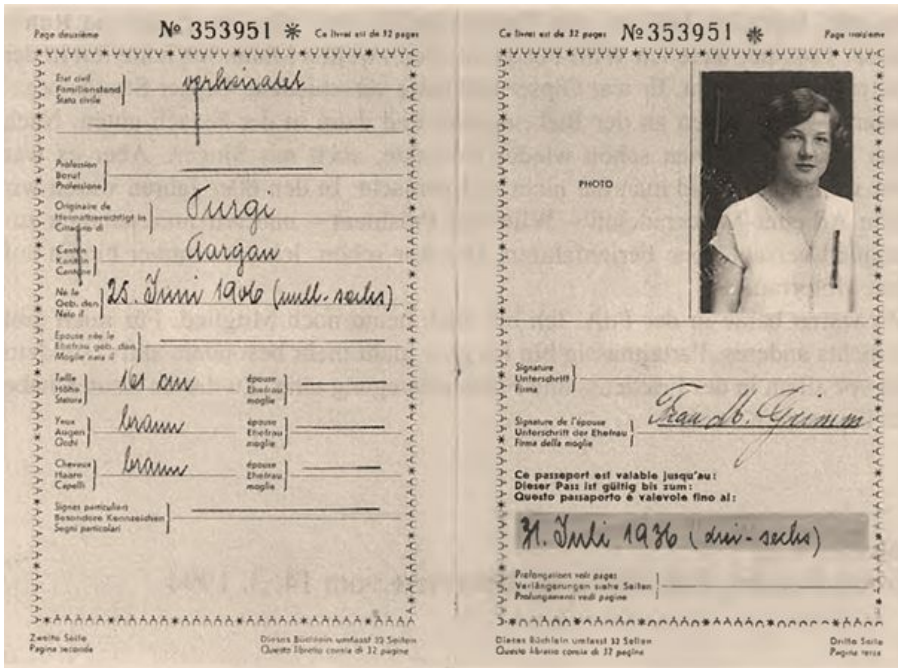 Page deuxième № 353951 ✻ Ce livret est de 32 pages
Etat civil
Familienstand
Stato civile
verheiratet
Profession
Beruf
Professione
Originaire de
Heimatberechtigt in
Cittadino di
Turgi
Canton
Kanton
Cantone
Aargau
Né le
Geb. den
Nato il
25. Juni 1906 (null-sechs)
Epouse née le
Ehefrau geb. den
Moglie nata il
Taille
Höhe
Statura
161 cm
épouse
Ehefrau
moglie
Yeux
Augen
Occhi
braun
épouse
Ehefrau
moglie
Cheveux
Haare
Capelli
braun
épouse
Ehefrau
moglie
Signes particuliers
Besondere Kennzeichen
Segni particolari
Zweite Seite
Pagina seconda
Dieses Büchlein umfasst 32 Seiten
Questo libretto consta di 32 pagine
Ce livret est de 32 pages № 353951 ✻ Page troisième
PHOTO
Signature
Unterschrift
Firma
Signature de l'épouse
Unterschrift der Ehefrau
Firma della moglie
Frau M. Grimm
Ce passeport est valable jusqu'au:
Dieser Pass ist gültig bis zum:
Questo passaporto è valevole fino al:
31. Juli 1936 (drei-sechs)
Prolongations voir pages
Verlängerungen siehe Seiten
Prolungamenti vedi pagine
Dieses Büchlein umfasst 32 Seiten
Questo libretto consta di 32 pagine
Dritte Seite
Pagina terza